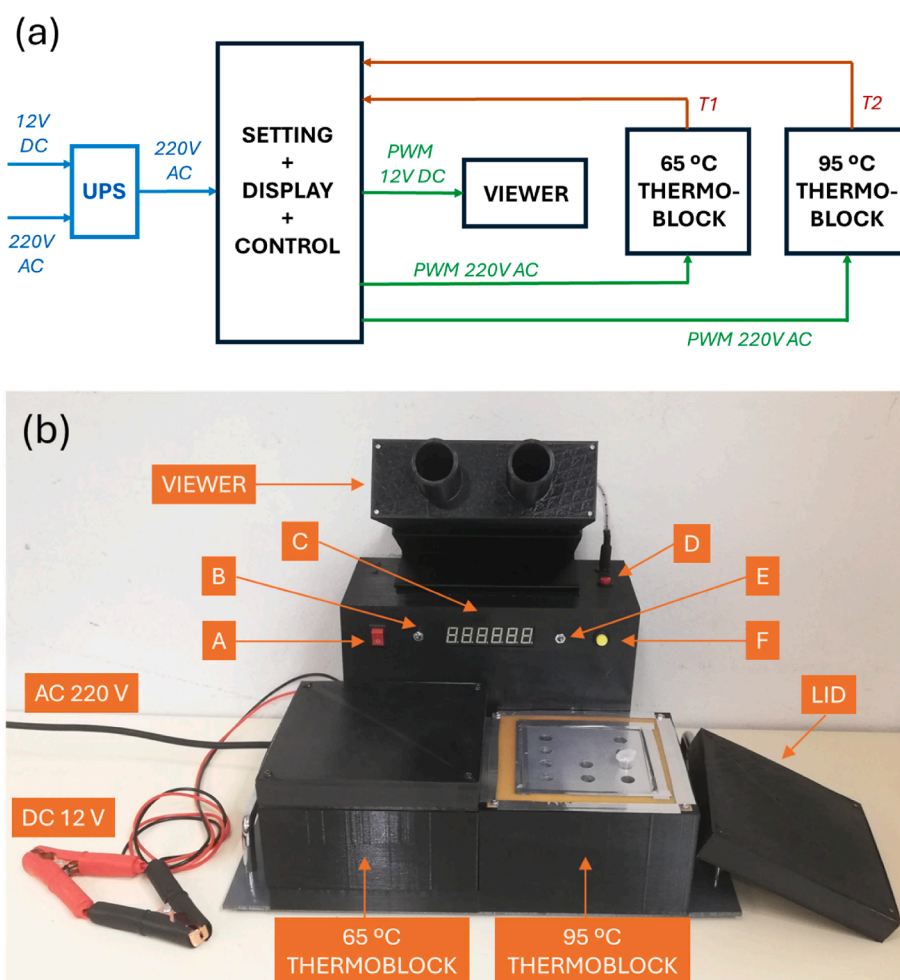 (a)
12V
DC
220V
AC
UPS
220V
AC
SETTING
+
DISPLAY
+
CONTROL
PWM
12V DC
VIEWER
T1
T2
65 ºC
THERMO-
BLOCK
95 ºC
THERMO-
BLOCK
PWM 220V AC
PWM 220V AC
(b)
VIEWER
C
B
A
D
E
F
AC 220 V
LID
DC 12 V
65 ºC
THERMOBLOCK
95 ºC
THERMOBLOCK